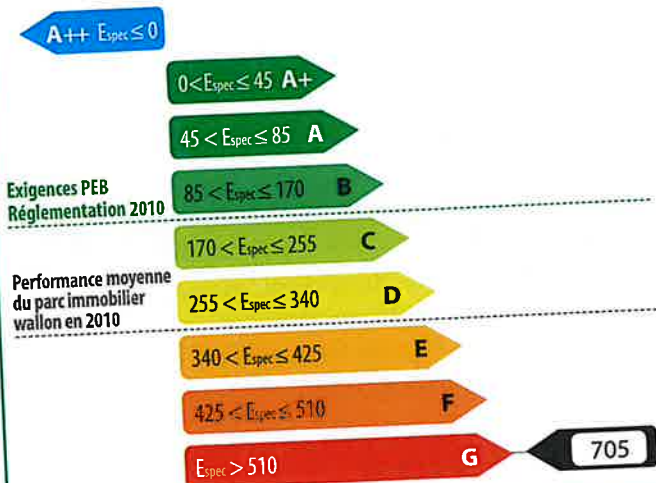 A++ Espec ≤ 0
0 < Espec ≤ 45 A+
45 < Espec ≤ 85 A
Exigences PEB
Réglementation 2010
85 < Espec ≤ 170 B
170 < Espec ≤ 255 C
Performance moyenne
du parc immobilier
wallon en 2010
255 < Espec ≤ 340 D
340 < Espec ≤ 425 E
425 < Espec ≤ 510 F
Espec > 510 G
705